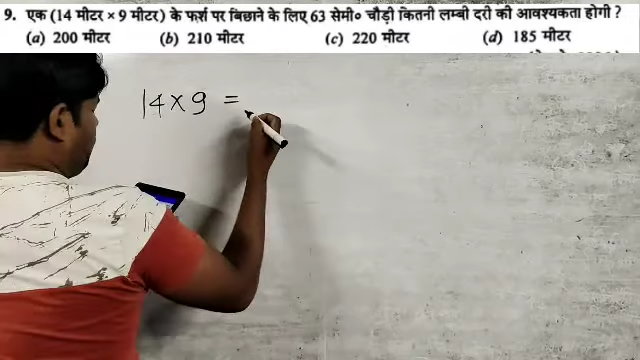 9. एक (14 मीटर × 9 मीटर) के फर्श पर बिछाने के लिए 63 सेमी० चौड़ी कितनी लम्बी दरी की आवश्यकता होगी ?
(a) 200 मीटर (b) 210 मीटर (c) 220 मीटर (d) 185 मीटर
14 × 9 =